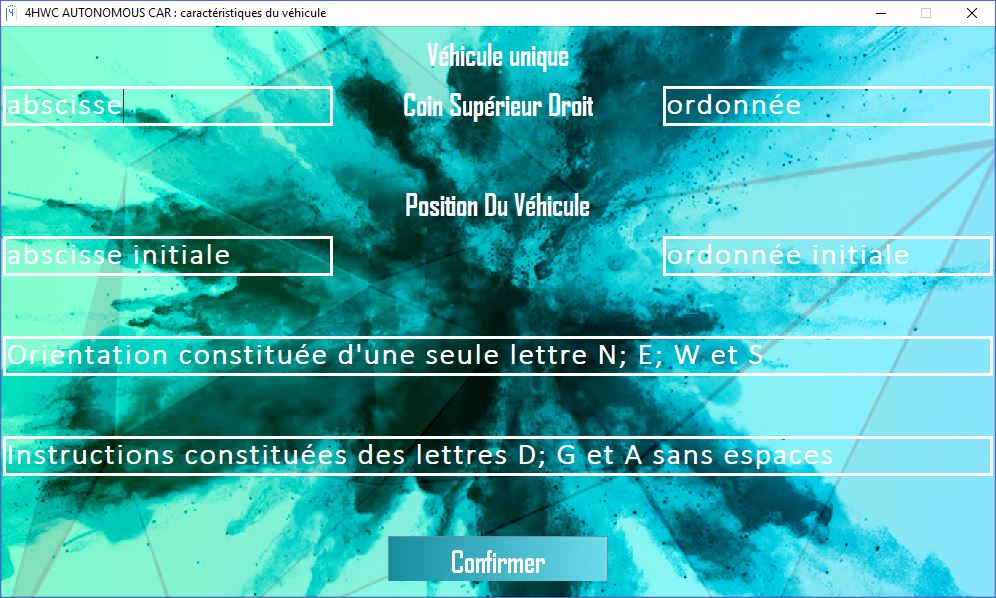 4HWC AUTONOMOUS CAR : caractéristiques du véhicule
Véhicule unique
abscisse Coin Supérieur Droit ordonnée
Position Du Véhicule
abscisse initiale ordonnée initiale
Orientation constituée d'une seule lettre N; E; W et S
Instructions constituées des lettres D; G et A sans espaces
Confirmer